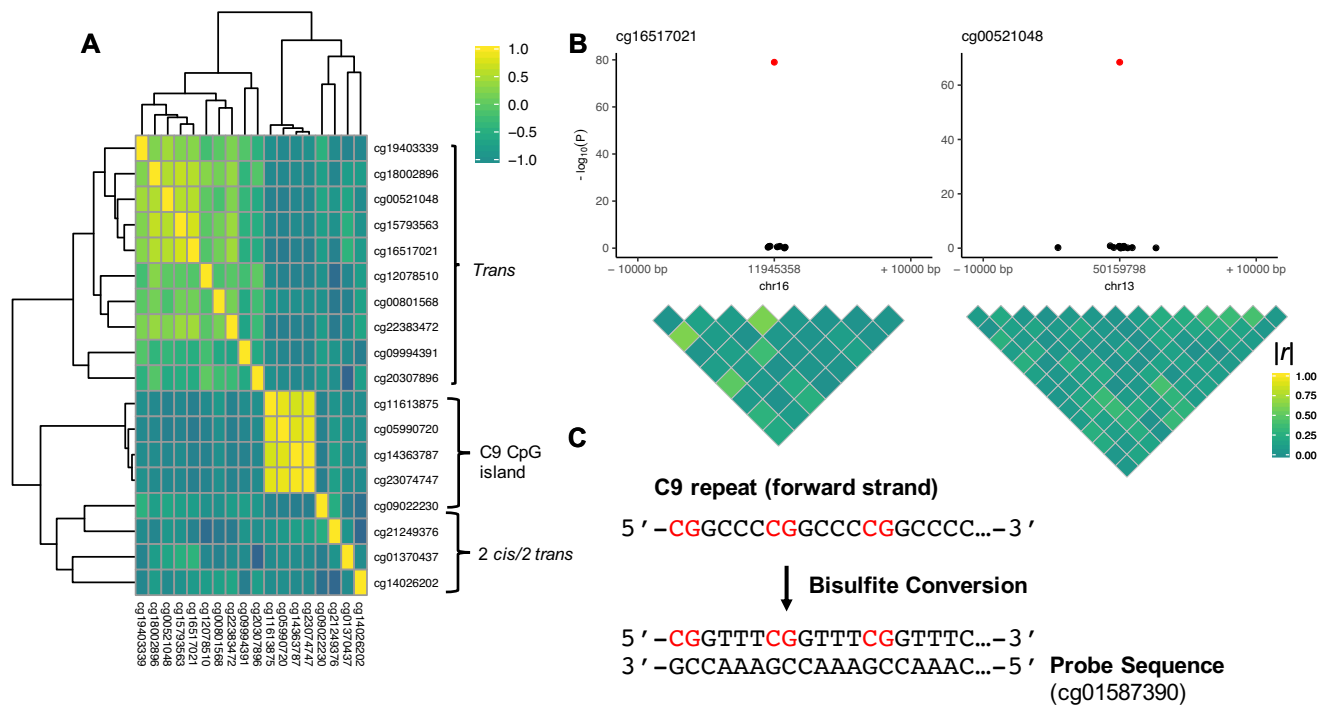 A
1.0
0.5
0.0
−0.5
−1.0
cg19403339
cg18002896
cg00521048
cg15793563
cg16517021
cg12078510
cg00801568
cg22383472
cg09994391
cg20307896
cg11613875
cg05990720
cg14363787
cg23074747
cg09022230
cg21249376
cg01370437
cg14026202
Trans
C9 CpG
island
2 cis/2 trans
cg19403339
cg18002896
cg00521048
cg15793563
cg16517021
cg12078510
cg00801568
cg22383472
cg09994391
cg20307896
cg11613875
cg05990720
cg14363787
cg23074747
cg09022230
cg21249376
cg01370437
cg14026202
B
cg16517021
80
60
40
20
0
- log10(P)
− 10000 bp
11945358
+ 10000 bp
chr16
cg00521048
60
40
20
0
− 10000 bp
50159798
+ 10000 bp
chr13
|r|
1.00
0.75
0.50
0.25
0.00
C
C9 repeat (forward strand)
5′-CGGCCCCGGCCCCGGCCCC…-3′
Bisulfite Conversion
5′-CGGTTTCGGTTTCGGTTTC…-3′
3′-GCCAAAGCCAAAGCCAAAC…-5′
Probe Sequence
(cg01587390)